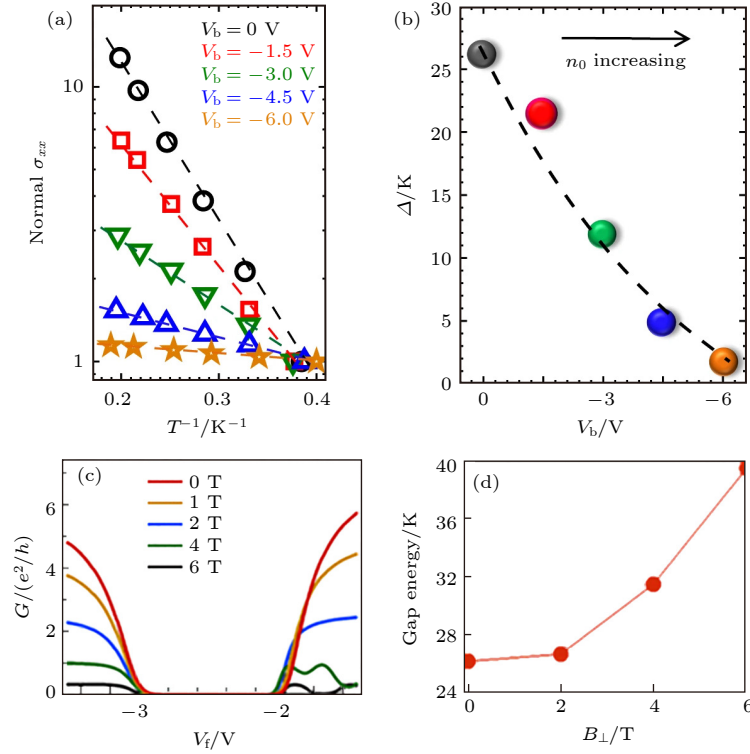 (a)
V_b = 0 V
V_b = −1.5 V
V_b = −3.0 V
V_b = −4.5 V
V_b = −6.0 V
10
1
Normal σ_xx
0.2 0.3 0.4
T⁻¹/K⁻¹
(b)
n_0 increasing
30
25
20
15
10
5
0
Δ/K
0 −3 −6
V_b/V
(c)
0 T
1 T
2 T
4 T
6 T
6
4
2
0
G/(e²/h)
−3 −2
V_f/V
(d)
40
36
32
28
24
Gap energy/K
0 2 4 6
B_⊥/T